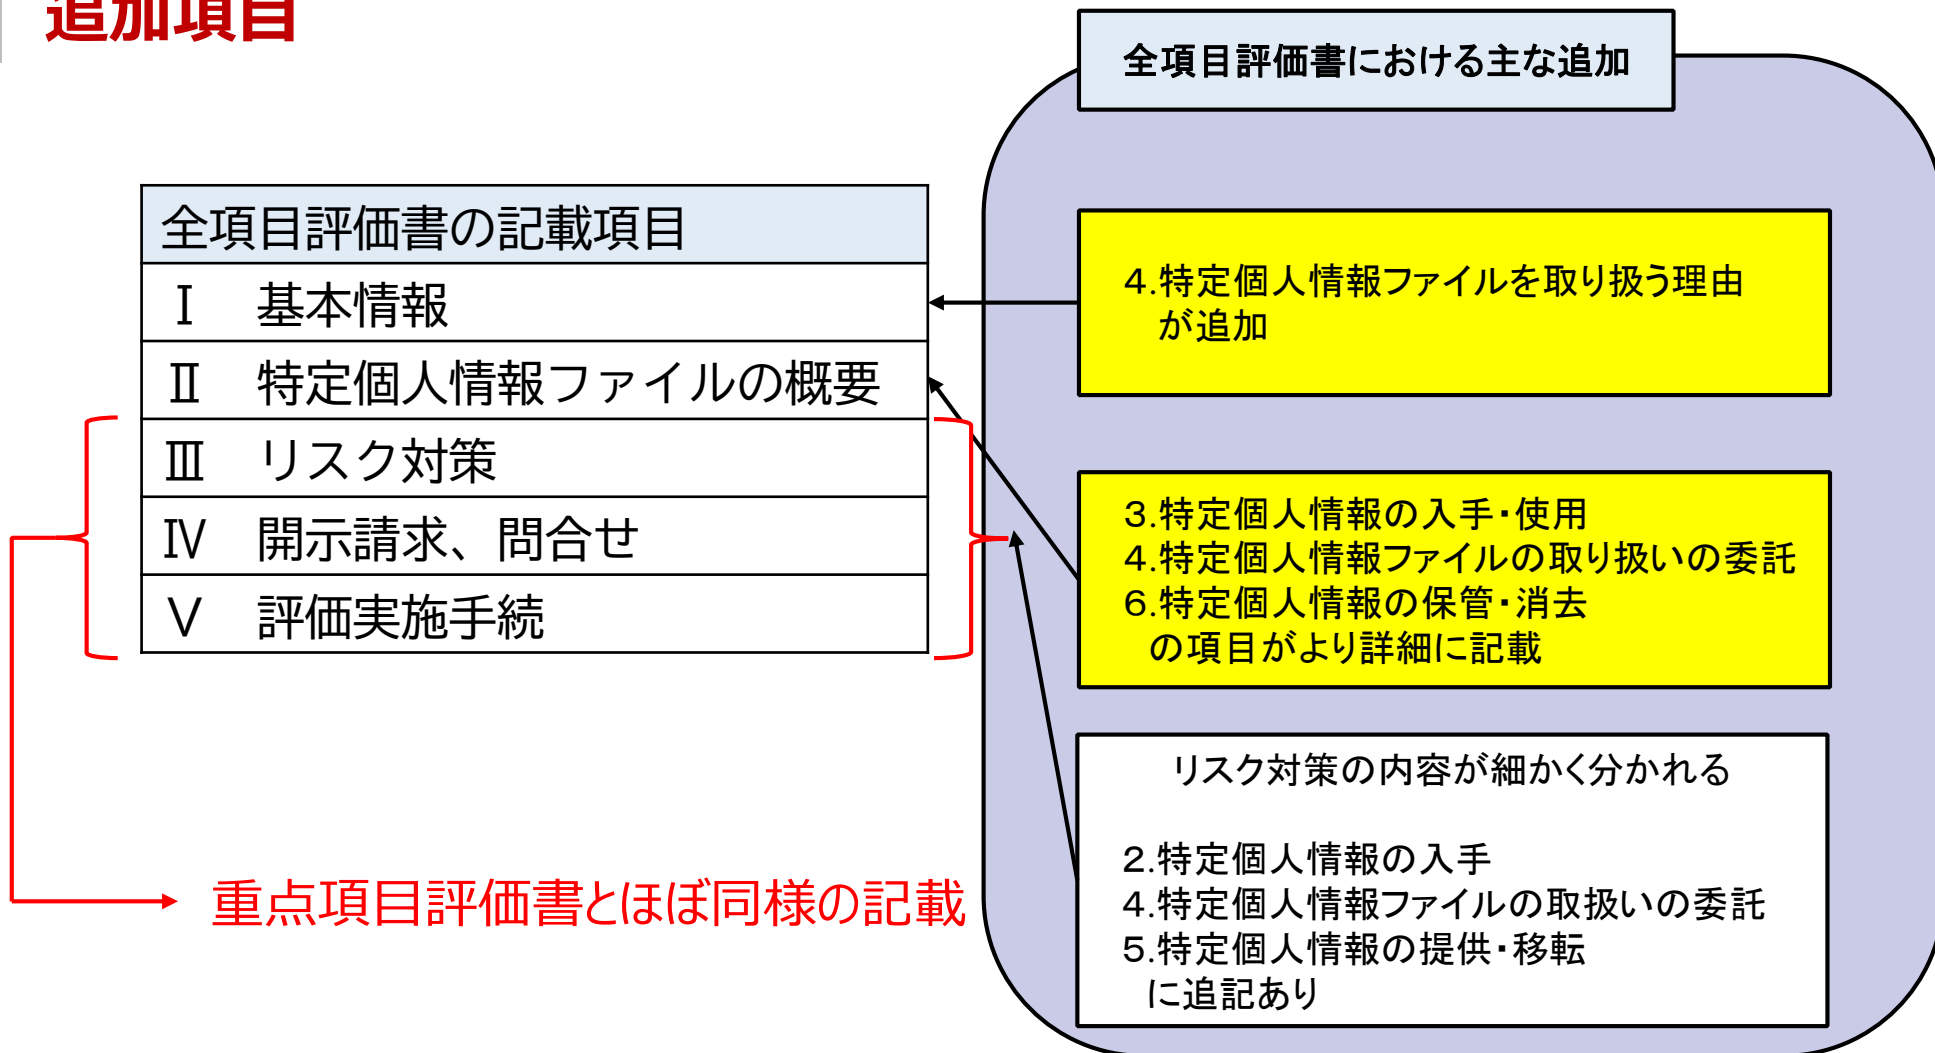 追加項目
全項目評価書における主な追加
全項目評価書の記載項目
Ⅰ 基本情報
Ⅱ 特定個人情報ファイルの概要
Ⅲ リスク対策
Ⅳ 開示請求、問合せ
Ⅴ 評価実施手続
4.特定個人情報ファイルを取り扱う理由
が追加
3.特定個人情報の入手・使用
4.特定個人情報ファイルの取り扱いの委託
6.特定個人情報の保管・消去
の項目がより詳細に記載
リスク対策の内容が細かく分かれる
2.特定個人情報の入手
4.特定個人情報ファイルの取扱いの委託
5.特定個人情報の提供・移転
に追記あり
重点項目評価書とほぼ同様の記載